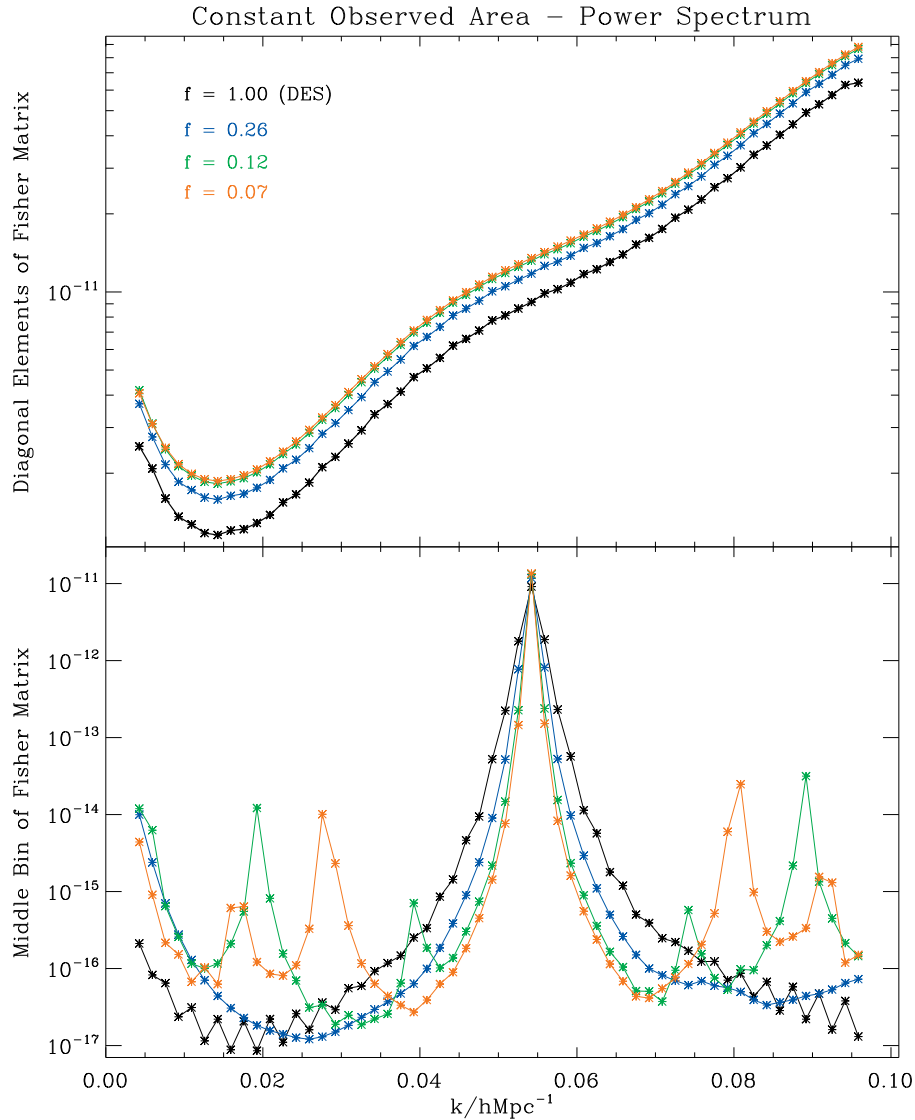 Constant Observed Area – Power Spectrum
Diagonal Elements of Fisher Matrix
f = 1.00 (DES)
f = 0.26
f = 0.12
f = 0.07
10⁻¹¹
Middle Bin of Fisher Matrix
10⁻¹¹
10⁻¹²
10⁻¹³
10⁻¹⁴
10⁻¹⁵
10⁻¹⁶
10⁻¹⁷
0.00 0.02 0.04 0.06 0.08 0.10
k/hMpc⁻¹